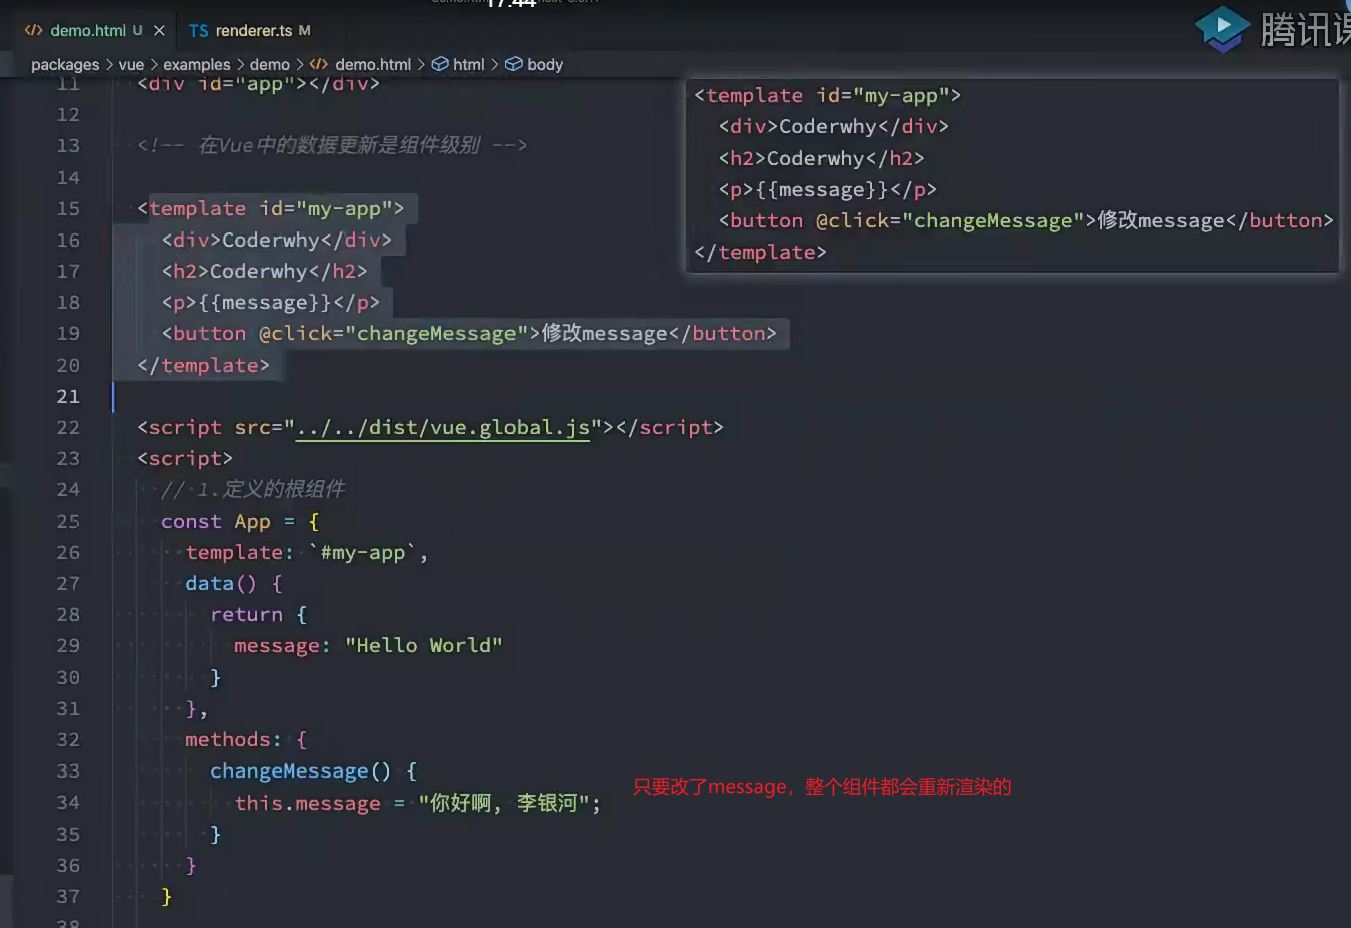 17:44
demo.html U ×
TS renderer.ts M
腾讯课
packages > vue > examples > demo > demo.html > html > body
11 <div id="app"></div>
12
13 <!-- 在Vue中的数据更新是组件级别 -->
14
15 <template id="my-app">
16 <div>Coderwhy</div>
17 <h2>Coderwhy</h2>
18 <p>{{message}}</p>
19 <button @click="changeMessage">修改message</button>
20 </template>
21
22 <script src="../../dist/vue.global.js"></script>
23 <script>
24 // 1.定义的根组件
25 const App = {
26 template: `#my-app`,
27 data() {
28 return {
29 message: "Hello World"
30 }
31 },
32 methods: {
33 changeMessage() {
34 this.message = "你好啊, 李银河";
35 }
36 }
37 }
38
<template id="my-app">
<div>Coderwhy</div>
<h2>Coderwhy</h2>
<p>{{message}}</p>
<button @click="changeMessage">修改message</button>
</template>
只要改了message，整个组件都会重新渲染的